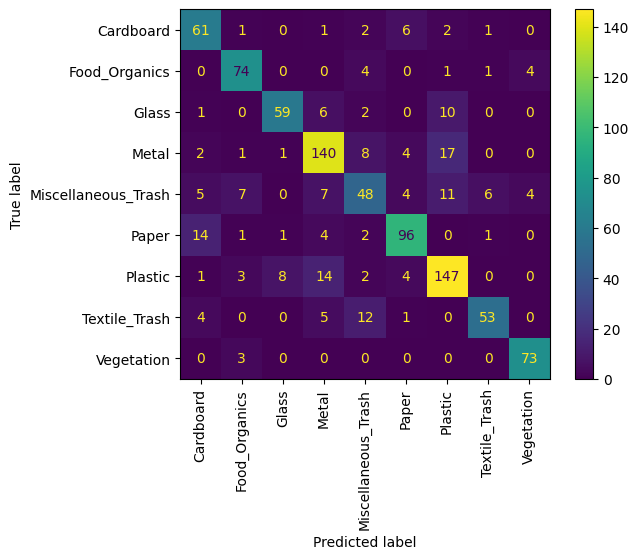 True label
Cardboard 61 1 0 1 2 6 2 1 0
Food_Organics 0 74 0 0 4 0 1 1 4
Glass 1 0 59 6 2 0 10 0 0
Metal 2 1 1 140 8 4 17 0 0
Miscellaneous_Trash 5 7 0 7 48 4 11 6 4
Paper 14 1 1 4 2 96 0 1 0
Plastic 1 3 8 14 2 4 147 0 0
Textile_Trash 4 0 0 5 12 1 0 53 0
Vegetation 0 3 0 0 0 0 0 0 73
Cardboard
Food_Organics
Glass
Metal
Miscellaneous_Trash
Paper
Plastic
Textile_Trash
Vegetation
Predicted label
140
120
100
80
60
40
20
0